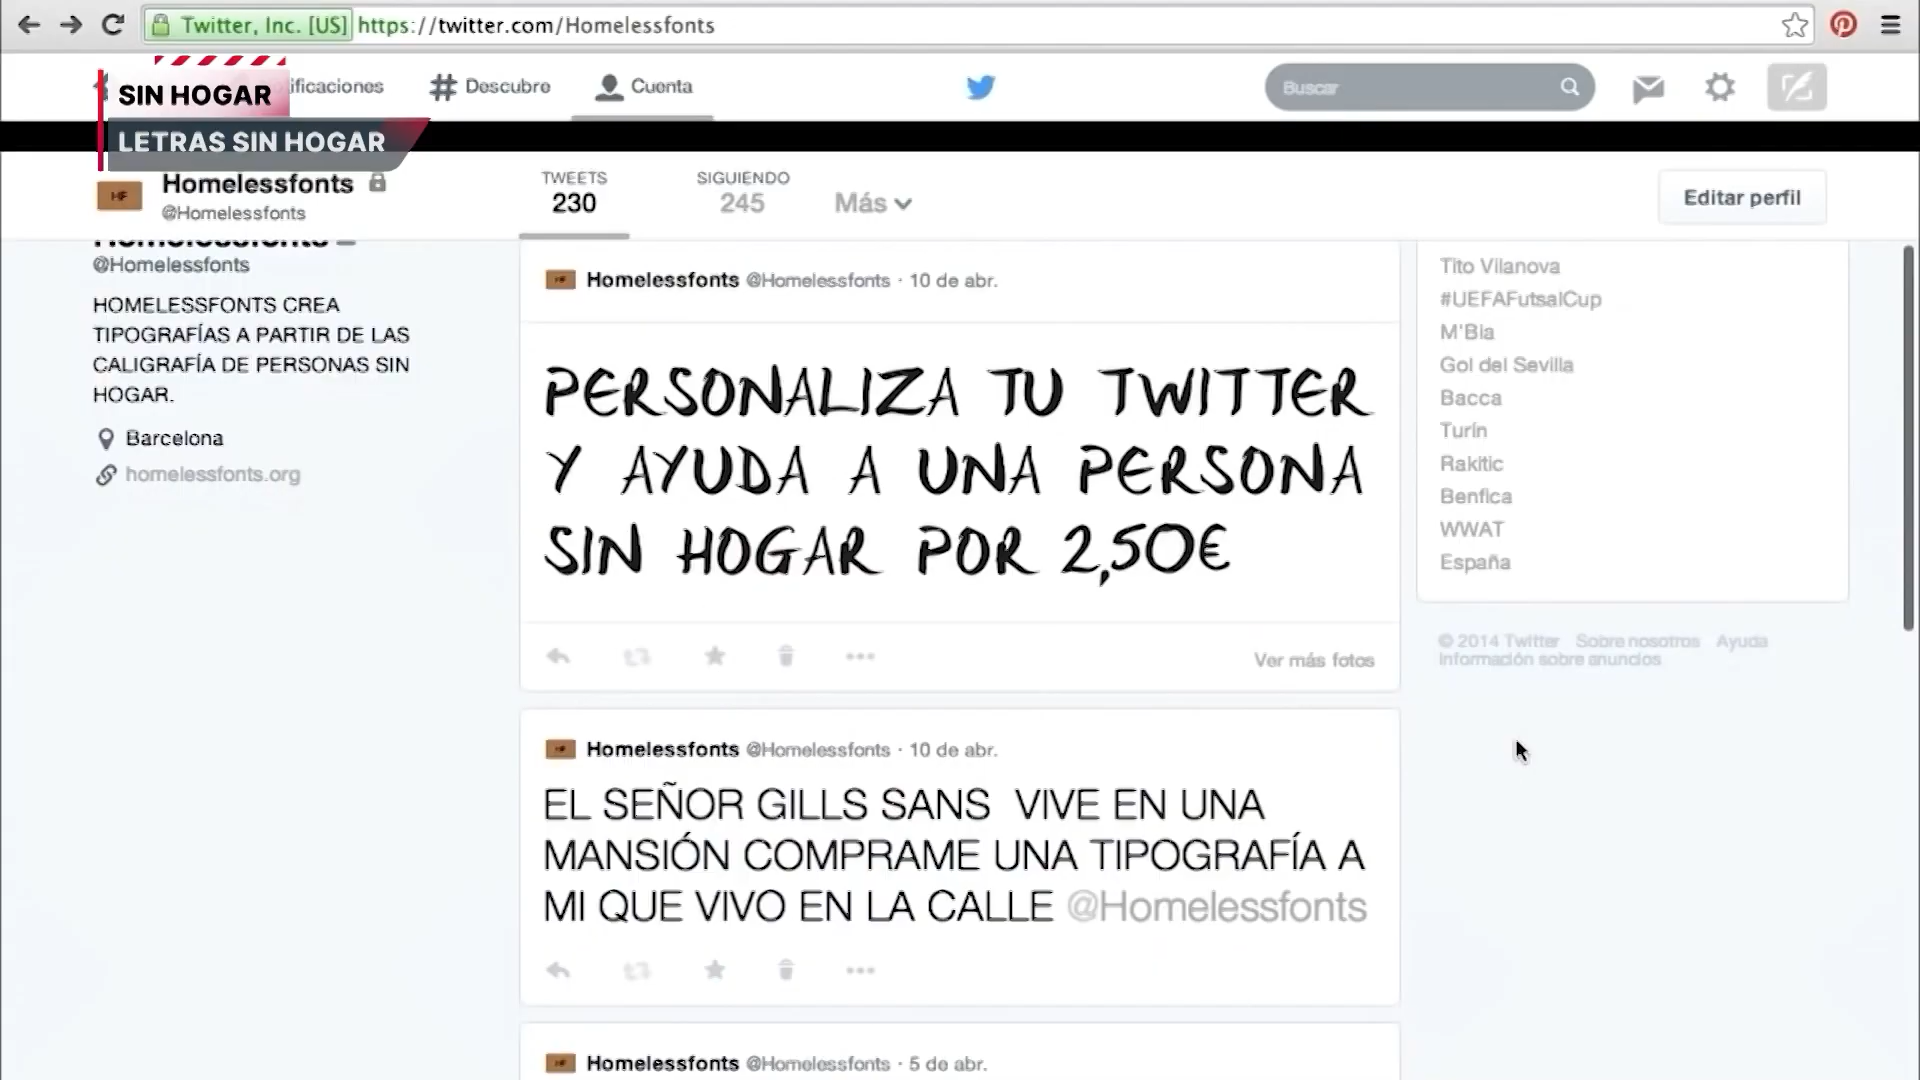 Twitter, Inc. [US] https://twitter.com/Homelessfonts
SIN HOGAR
LETRAS SIN HOGAR
ificaciones
Descubre
Cuenta
Buscar
HF
Homelessfonts
@Homelessfonts
TWEETS
230
SIGUIENDO
245
Más
Editar perfil
Homelessfonts
@Homelessfonts
HOMELESSFONTS CREA
TIPOGRAFÍAS A PARTIR DE LAS
CALIGRAFÍA DE PERSONAS SIN
HOGAR.
Barcelona
homelessfonts.org
Homelessfonts @Homelessfonts · 10 de abr.
PERSONALIZA TU TWITTER
Y AYUDA A UNA PERSONA
SIN HOGAR POR 2,50€
Ver más fotos
Homelessfonts @Homelessfonts · 10 de abr.
EL SEÑOR GILLS SANS VIVE EN UNA
MANSIÓN COMPRAME UNA TIPOGRAFÍA A
MI QUE VIVO EN LA CALLE @Homelessfonts
Homelessfonts @Homelessfonts · 5 de abr.
Tito Vilanova
#UEFAFutsalCup
M'Bia
Gol del Sevilla
Bacca
Turín
Rakitic
Benfica
WWAT
España
© 2014 Twitter Sobre nosotros Ayuda
Información sobre anuncios